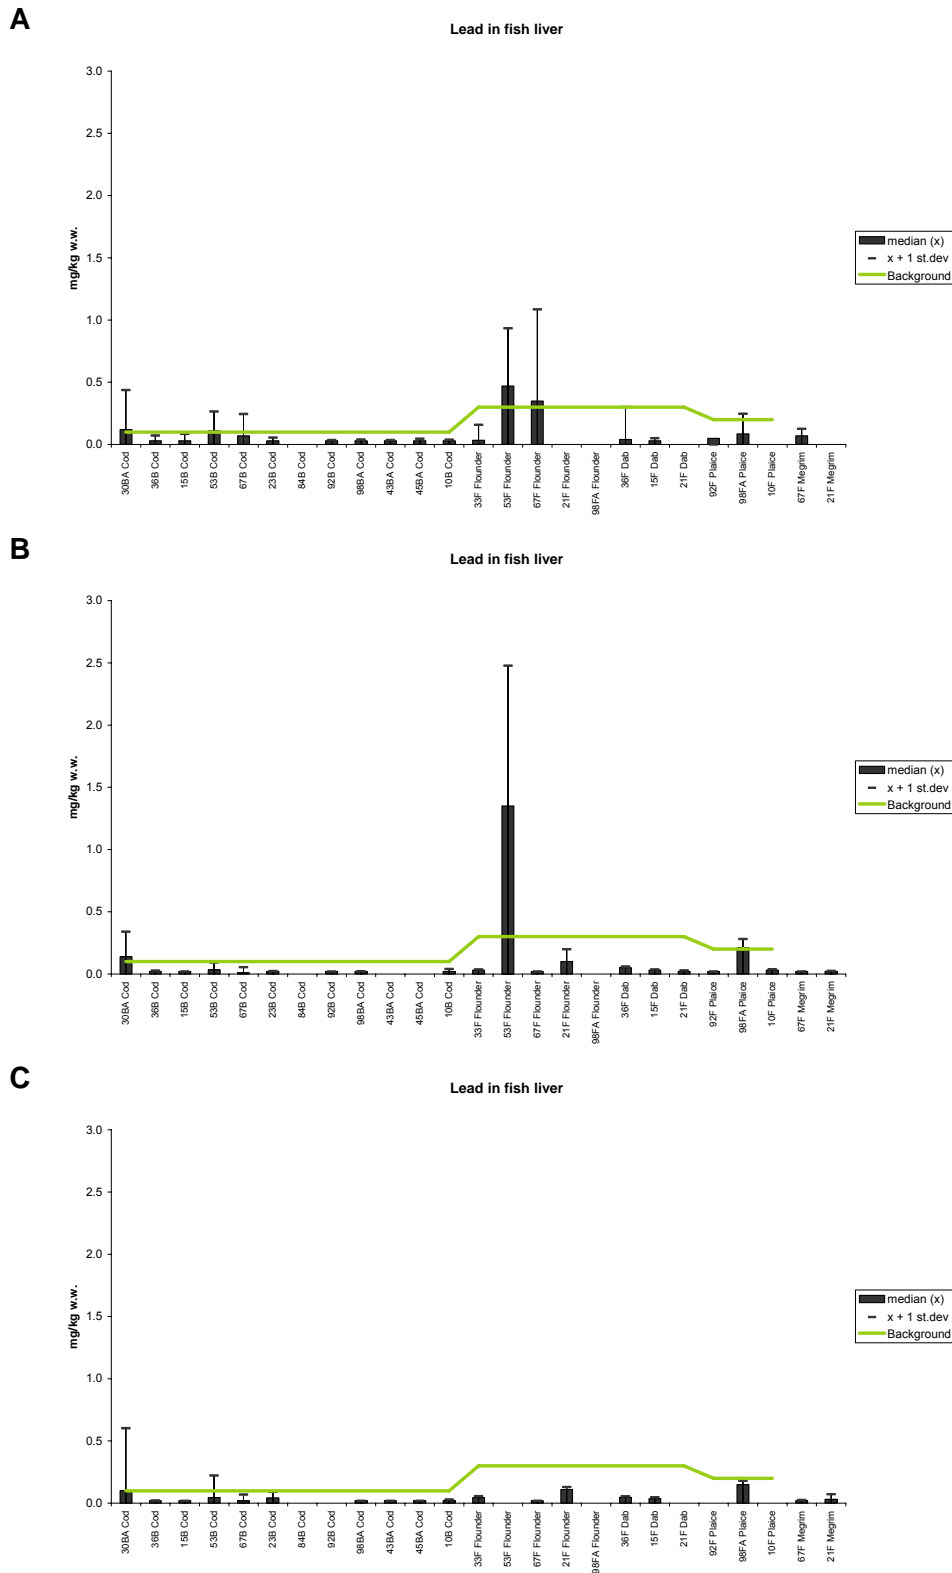 A
Lead in fish liver
3.0
2.5
2.0
1.5
1.0
0.5
0.0
mg/kg w.w.
median (x)
x + 1 st.dev
Background
30BA Cod
36B Cod
15B Cod
53B Cod
67B Cod
23B Cod
84B Cod
92B Cod
98BA Cod
43BA Cod
45BA Cod
10B Cod
33F Flounder
53F Flounder
67F Flounder
21F Flounder
98FA Flounder
36F Dab
15F Dab
21F Dab
92F Plaice
98FA Plaice
10F Plaice
67F Megrim
21F Megrim
B
Lead in fish liver
3.0
2.5
2.0
1.5
1.0
0.5
0.0
mg/kg w.w.
median (x)
x + 1 st.dev
Background
30BA Cod
36B Cod
15B Cod
53B Cod
67B Cod
23B Cod
84B Cod
92B Cod
98BA Cod
43BA Cod
45BA Cod
10B Cod
33F Flounder
53F Flounder
67F Flounder
21F Flounder
98FA Flounder
36F Dab
15F Dab
21F Dab
92F Plaice
98FA Plaice
10F Plaice
67F Megrim
21F Megrim
C
Lead in fish liver
3.0
2.5
2.0
1.5
1.0
0.5
0.0
mg/kg w.w.
median (x)
x + 1 st.dev
Background
30BA Cod
36B Cod
15B Cod
53B Cod
67B Cod
23B Cod
84B Cod
92B Cod
98BA Cod
43BA Cod
45BA Cod
10B Cod
33F Flounder
53F Flounder
67F Flounder
21F Flounder
98FA Flounder
36F Dab
15F Dab
21F Dab
92F Plaice
98FA Plaice
10F Plaice
67F Megrim
21F Megrim